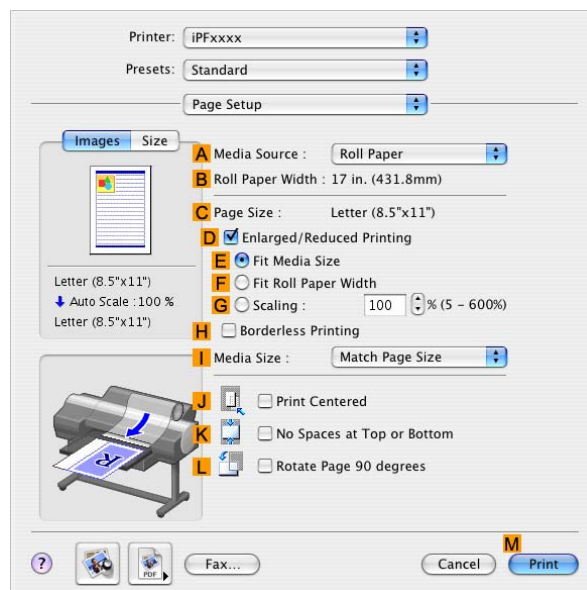 Printer: iPFxxxx
Presets: Standard
Page Setup
Images Size
Letter (8.5"x11")
Auto Scale :100 %
Letter (8.5"x11")
A Media Source : Roll Paper
B Roll Paper Width : 17 in. (431.8mm)
C Page Size : Letter (8.5"x11")
D Enlarged/Reduced Printing
E Fit Media Size
F Fit Roll Paper Width
G Scaling : 100 % (5 - 600%)
H Borderless Printing
I Media Size : Match Page Size
J Print Centered
K No Spaces at Top or Bottom
L Rotate Page 90 degrees
R
M
? PDF Fax... Cancel Print